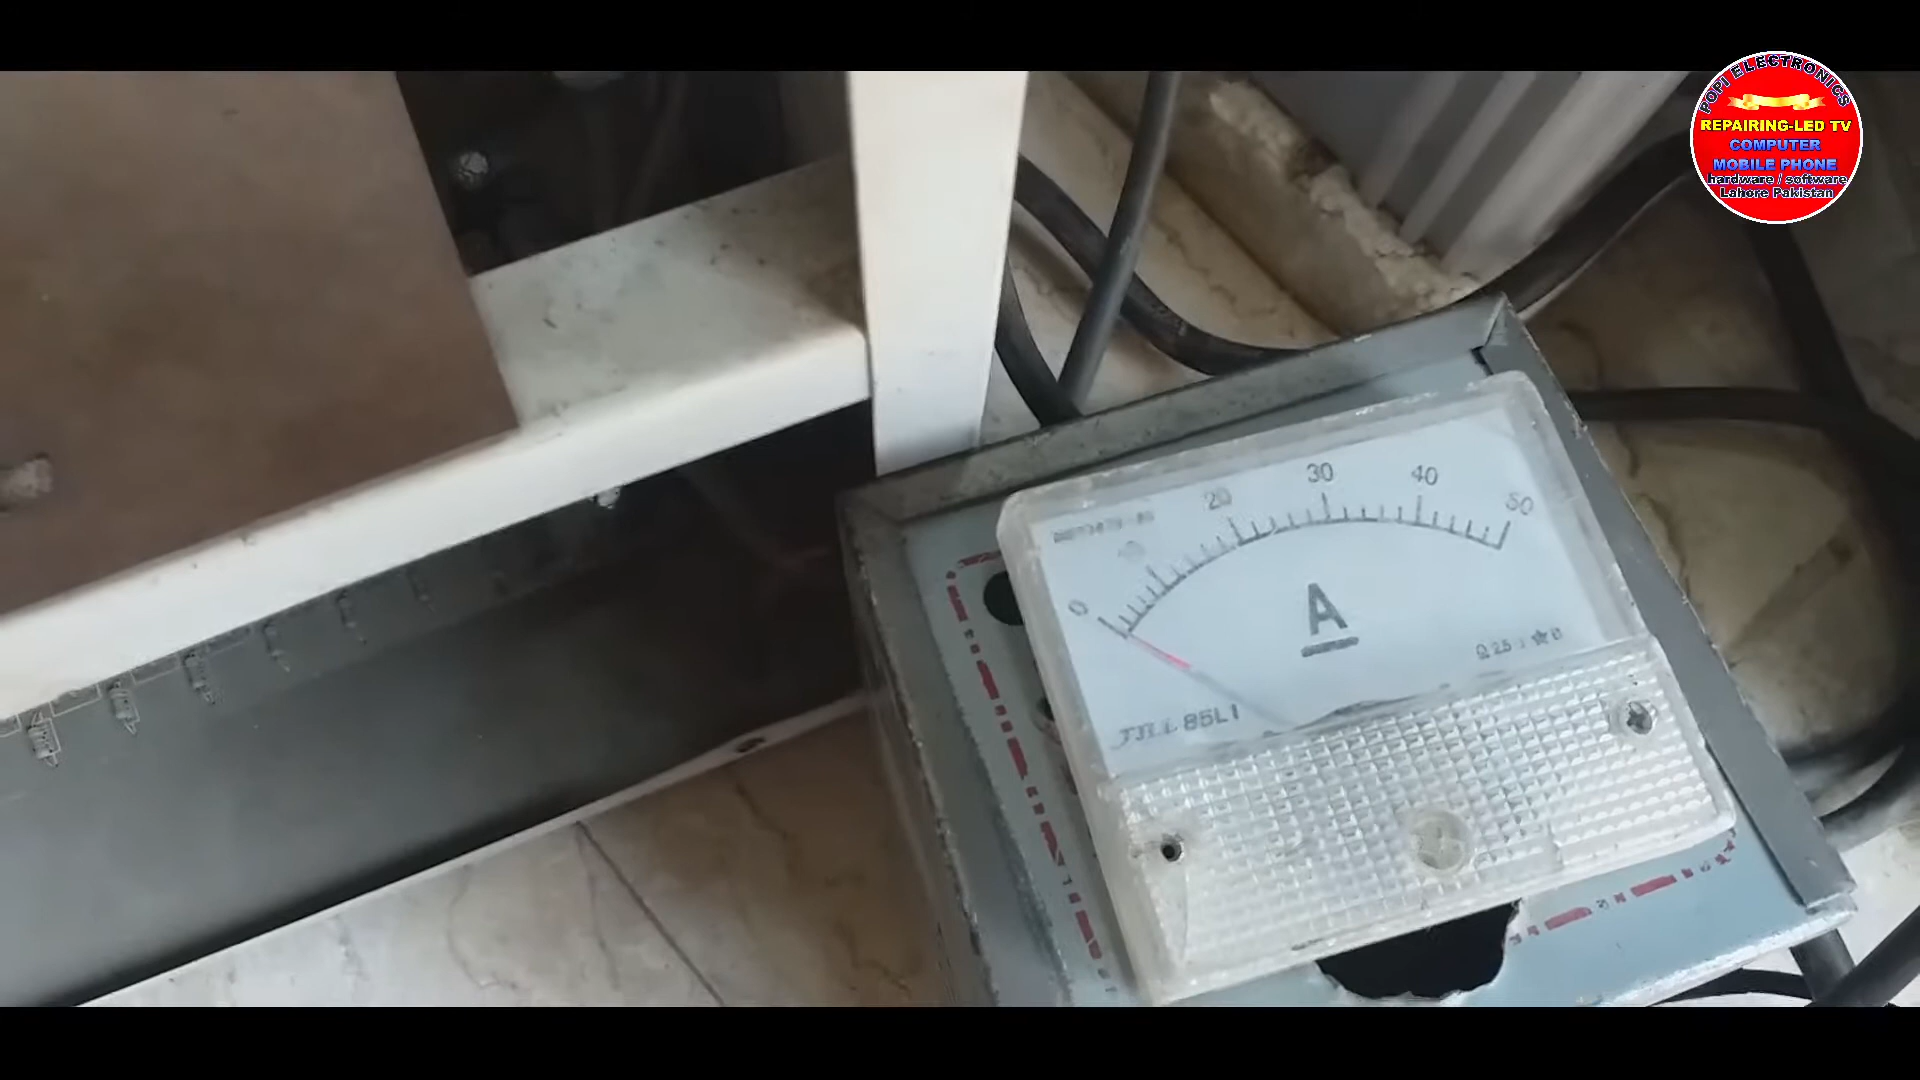 POPI ELECTRONICS
REPAIRING-LED TV
COMPUTER
MOBILE PHONE
hardware / software
Lahore Pakistan
0
20
30
40
50
A
85L1